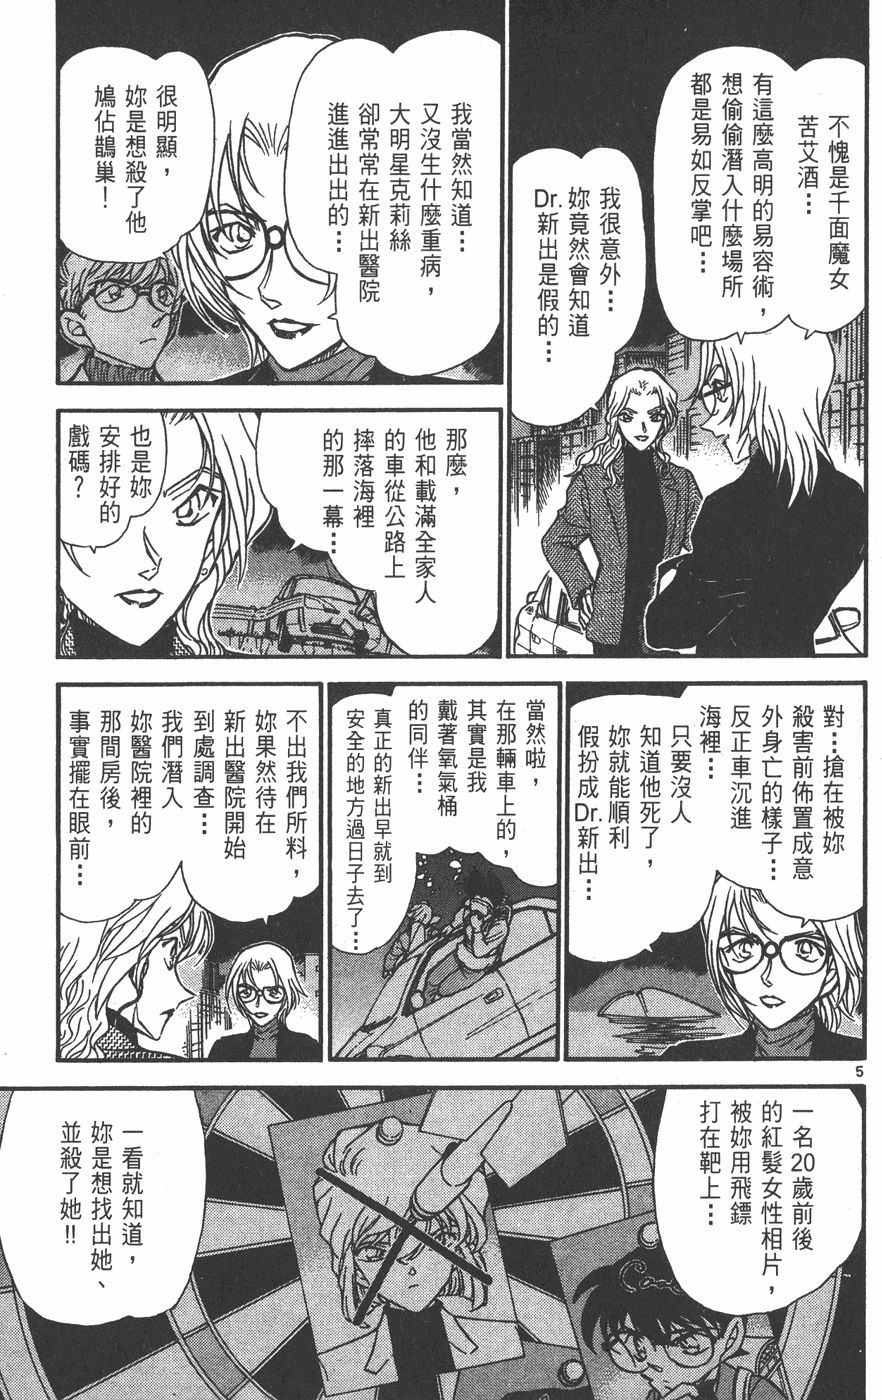 不愧是千面魔女
苦艾酒…
有這麼高明的易容術，
想偷偷潛入什麼場所
都是易如反掌吧…
我很意外…
妳竟然會知道
Dr.新出是假的…
我當然知道…
又沒生什麼重病，
大明星克莉絲
卻常常在新出醫院
進進出出的…
很明顯，
妳是想殺了他
鳩佔鵲巢！
那麼，
他和載滿全家人
的車從公路上
摔落海裡
的那一幕…
也是妳
安排好的
戲碼？
對…搶在被妳
殺害前佈置成意
外身亡的樣子…
反正車沉進
海裡…
只要沒人
知道他死了，
妳就能順利
假扮成Dr.新出…
當然啦，
在那輛車上的，
其實是我
戴著氧氣桶
的同伴…
真正的新出早就到
安全的地方過日子去了…
不出我們所料，
妳果然待在
新出醫院開始
到處調查…
我們潛入
妳醫院裡的
那間房後，
事實擺在眼前…
5
一名20歲前後
的紅髮女性相片，
被妳用飛鏢
打在靶上…
一看就知道，
妳是想找出她、
並殺了她!!